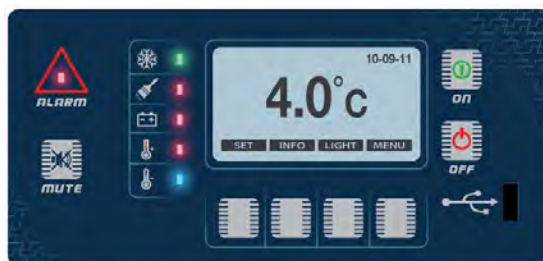 10-09-11
4.0°C
SET INFO LIGHT MENU
ALARM
MUTE
ON
OFF